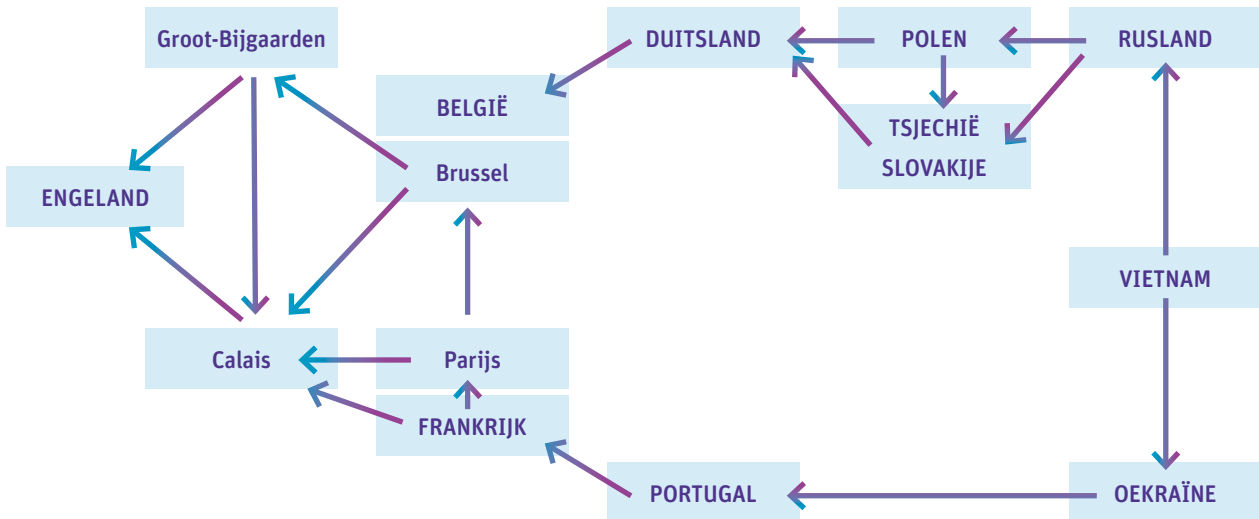 Groot-Bijgaarden
DUITSLAND
POLEN
RUSLAND
BELGIË
TSJECHIË
SLOVAKIJE
Brussel
ENGELAND
VIETNAM
Calais
Parijs
FRANKRIJK
PORTUGAL
OEKRAÏNE